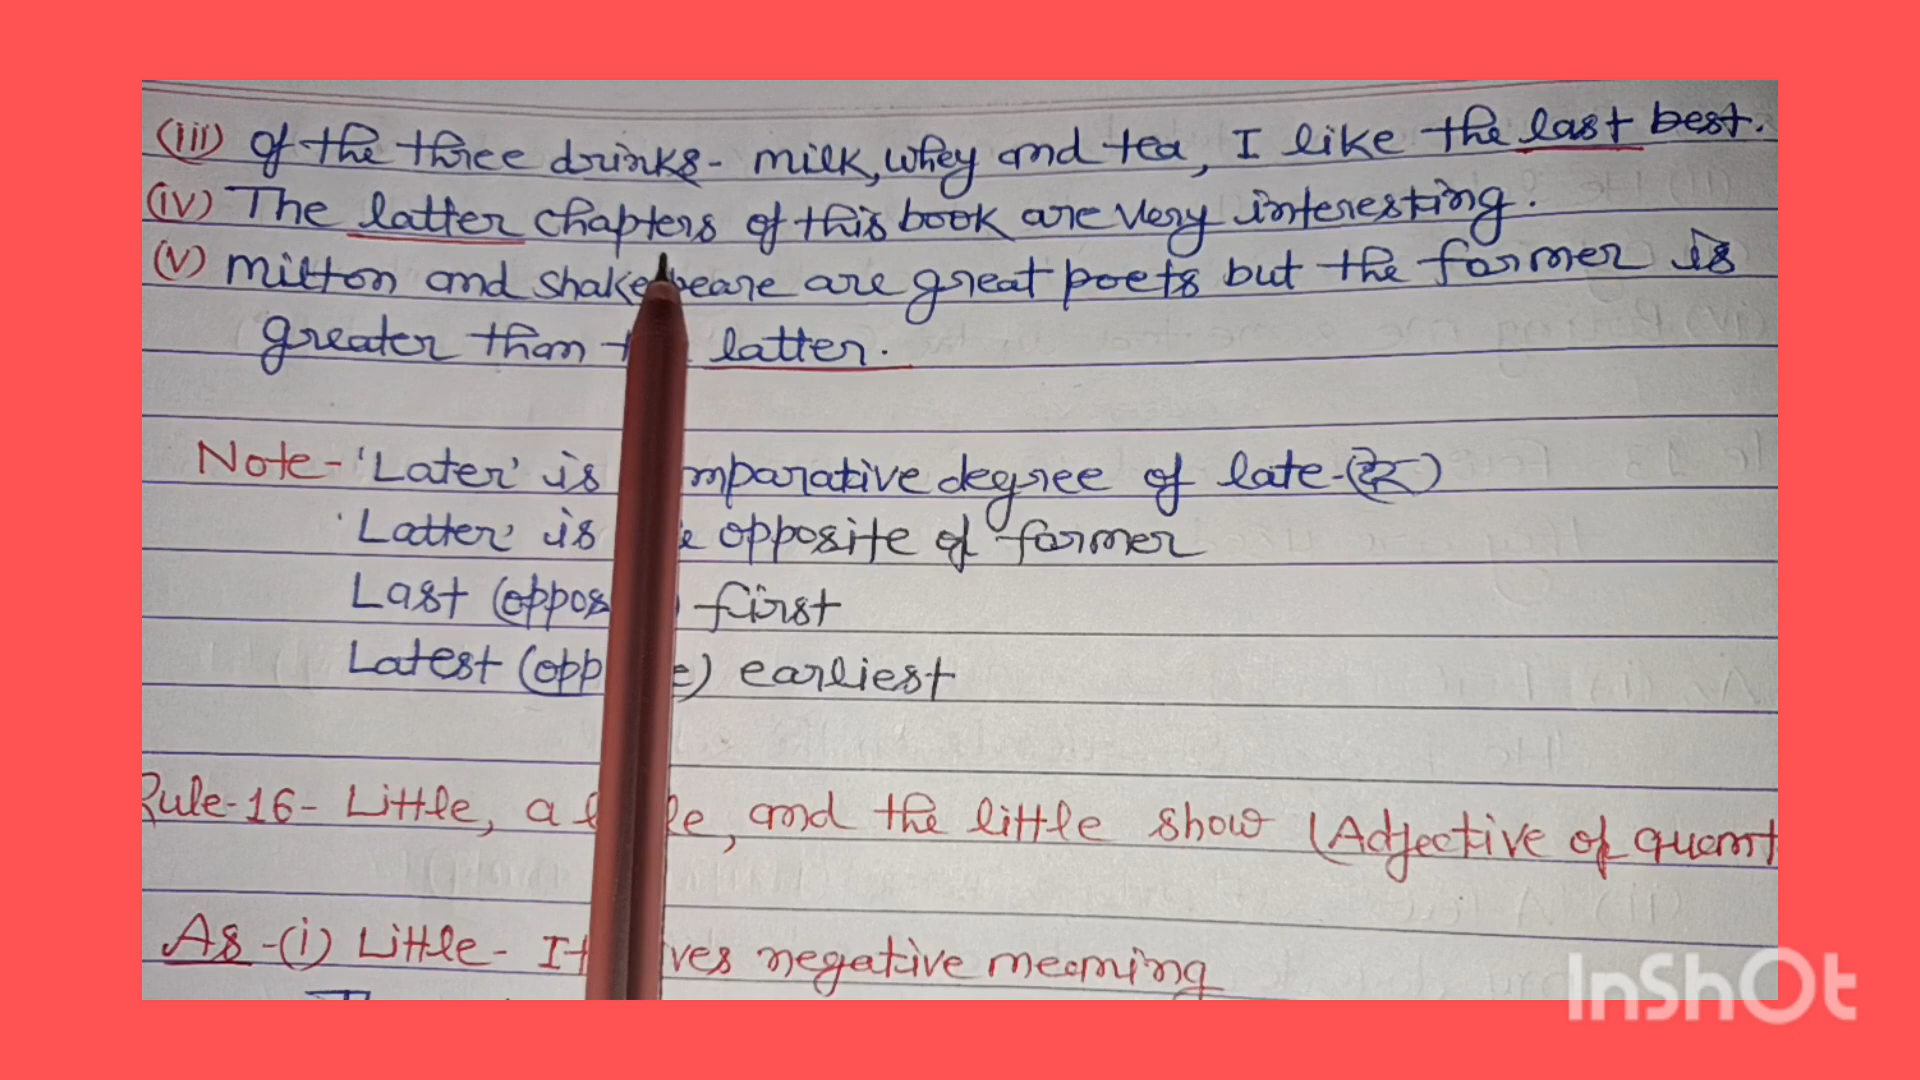 (iii) Of the three drinks- milk, whey and tea, I like the last best.
(iv) The latter chapters of this book are very interesting.
(v) milton and shakespeare are great poets but the former is
greater than latter.
Note- 'Later' is mparative degree of late-(देर)
'Latter' is opposite of former
Last (oppos ) first
Latest (opp e) earliest
Rule-16- Little, a l le, and the little show (Adjective of quant
As -(i) Little- It ves negative meaning
InShOt